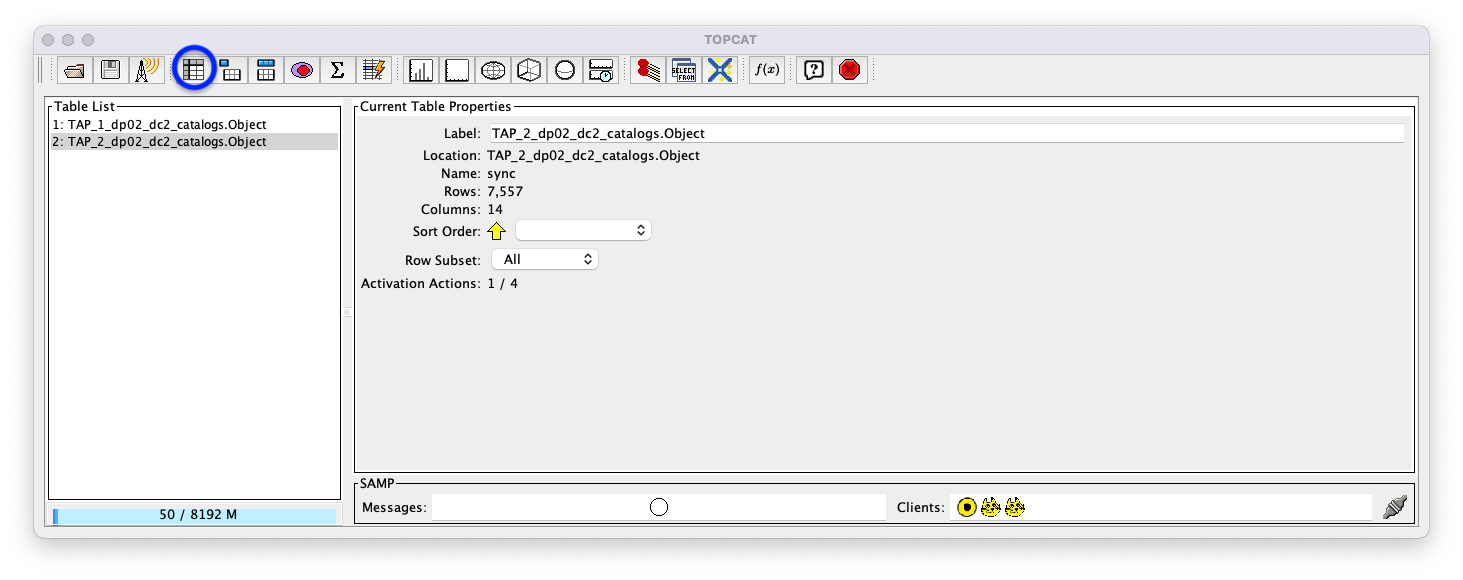 TOPCAT
Σ
SELECT
FROM
f(x)
?
Table List
1: TAP_1_dp02_dc2_catalogs.Object
2: TAP_2_dp02_dc2_catalogs.Object
50 / 8192 M
Current Table Properties
Label: TAP_2_dp02_dc2_catalogs.Object
Location: TAP_2_dp02_dc2_catalogs.Object
Name: sync
Rows: 7,557
Columns: 14
Sort Order:
Row Subset: All
Activation Actions: 1 / 4
SAMP
Messages:
Clients: